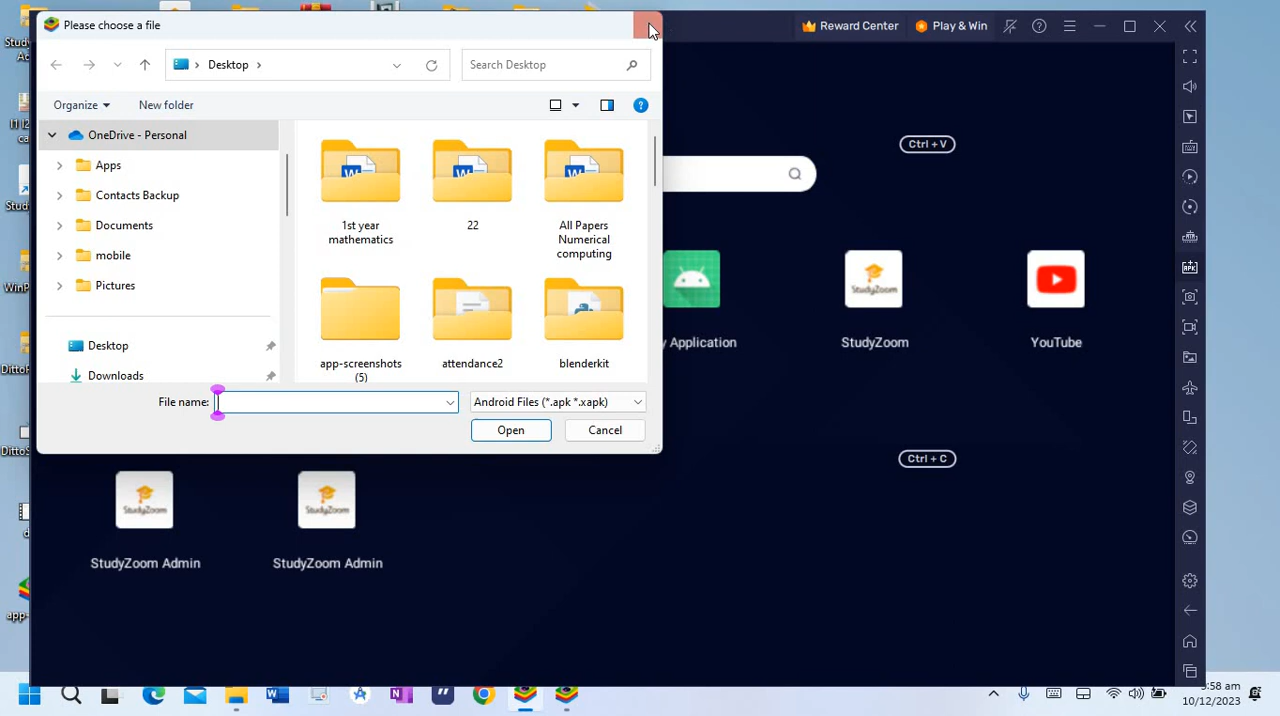 Please choose a file
Reward Center
Play & Win
Desktop
Search Desktop
Organize
New folder
OneDrive - Personal
Apps
Contacts Backup
Documents
mobile
Pictures
Desktop
Downloads
1st year
mathematics
22
All Papers
Numerical
computing
app-screenshots
(5)
attendance2
blenderkit
File name:
Android Files (*.apk *.xapk)
Open
Cancel
Ctrl + V
Application
StudyZoom
StudyZoom
YouTube
Ctrl + C
StudyZoom
StudyZoom Admin
StudyZoom
StudyZoom Admin
:58 am
10/12/2023